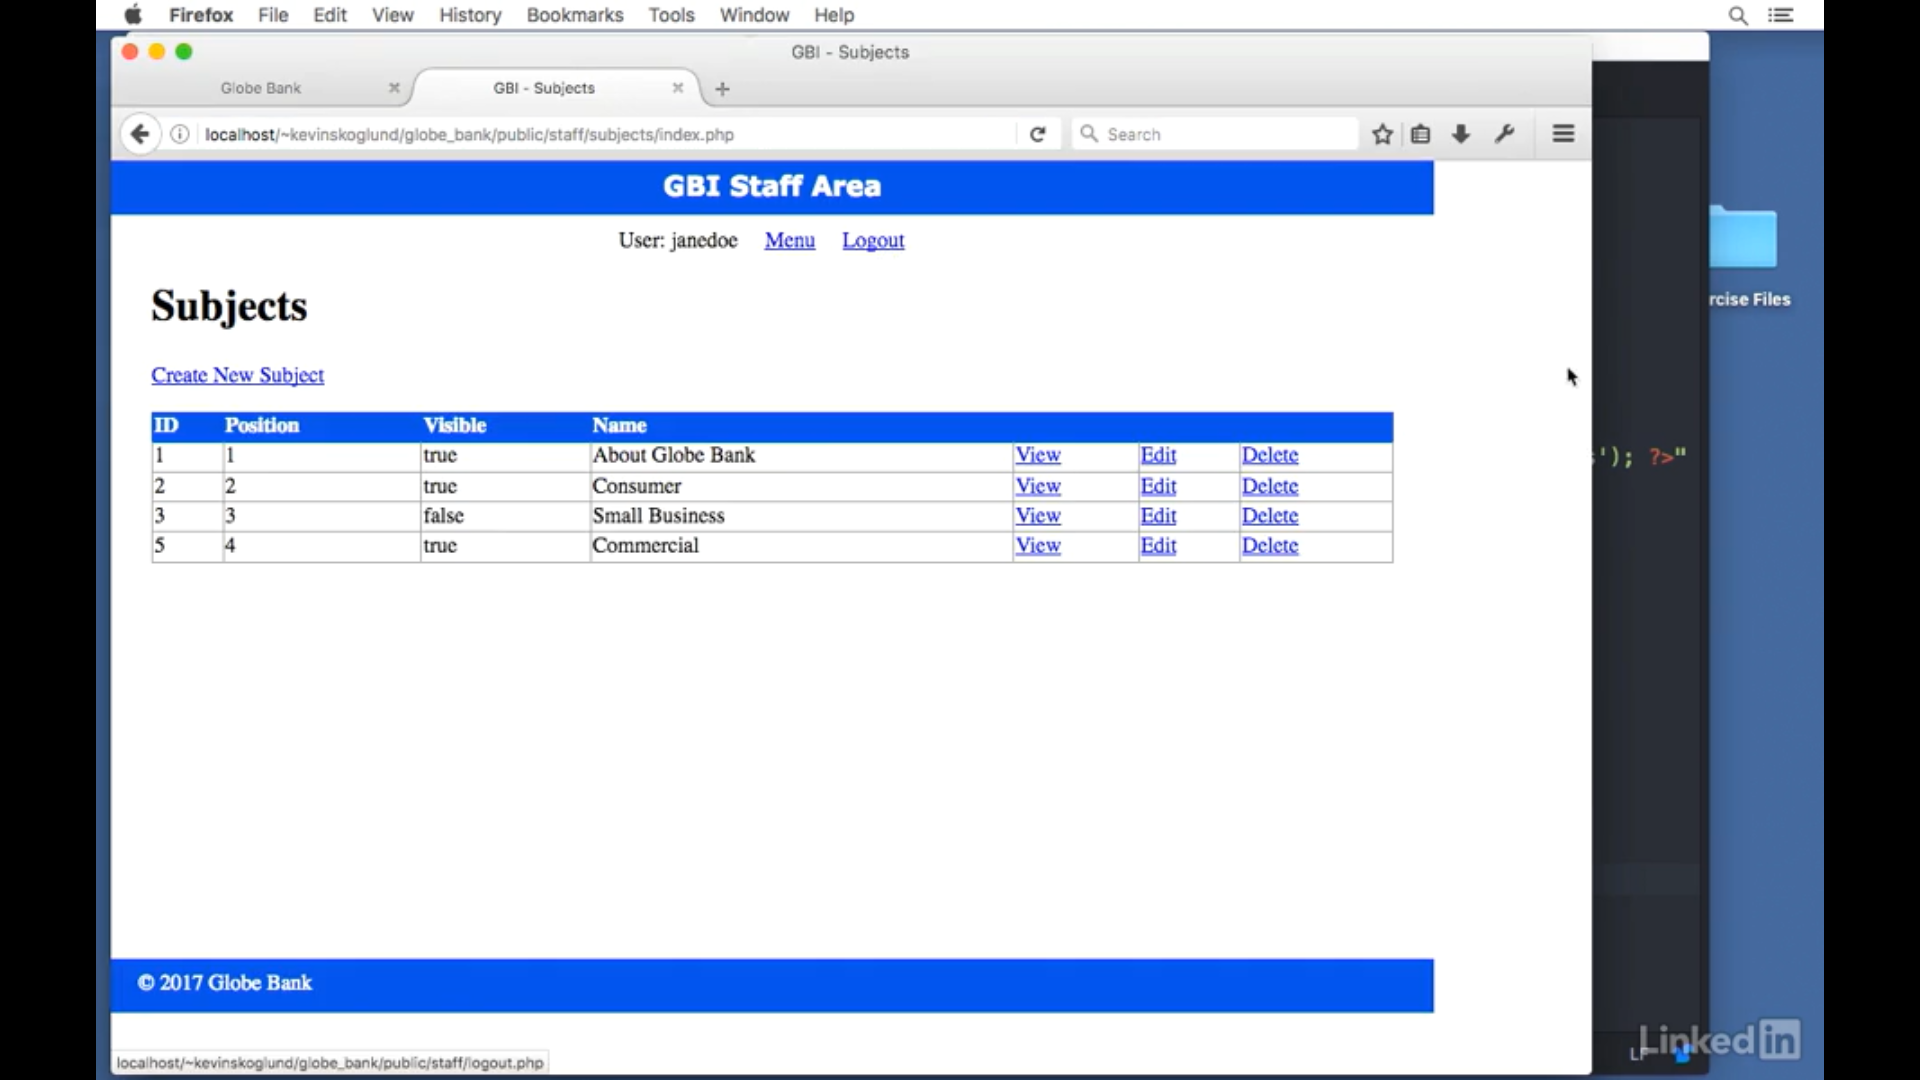 Firefox File Edit View History Bookmarks Tools Window Help
GBI - Subjects
Globe Bank GBI - Subjects
localhost/~kevinskoglund/globe_bank/public/staff/subjects/index.php Search
GBI Staff Area
User: janedoe Menu Logout
Subjects
rcise Files
Create New Subject
ID Position Visible Name
1 1 true About Globe Bank View Edit Delete
'); ?>"
2 2 true Consumer View Edit Delete
3 3 false Small Business View Edit Delete
5 4 true Commercial View Edit Delete
© 2017 Globe Bank
LinkedIn
localhost/~kevinskoglund/globe_bank/public/staff/logout.php